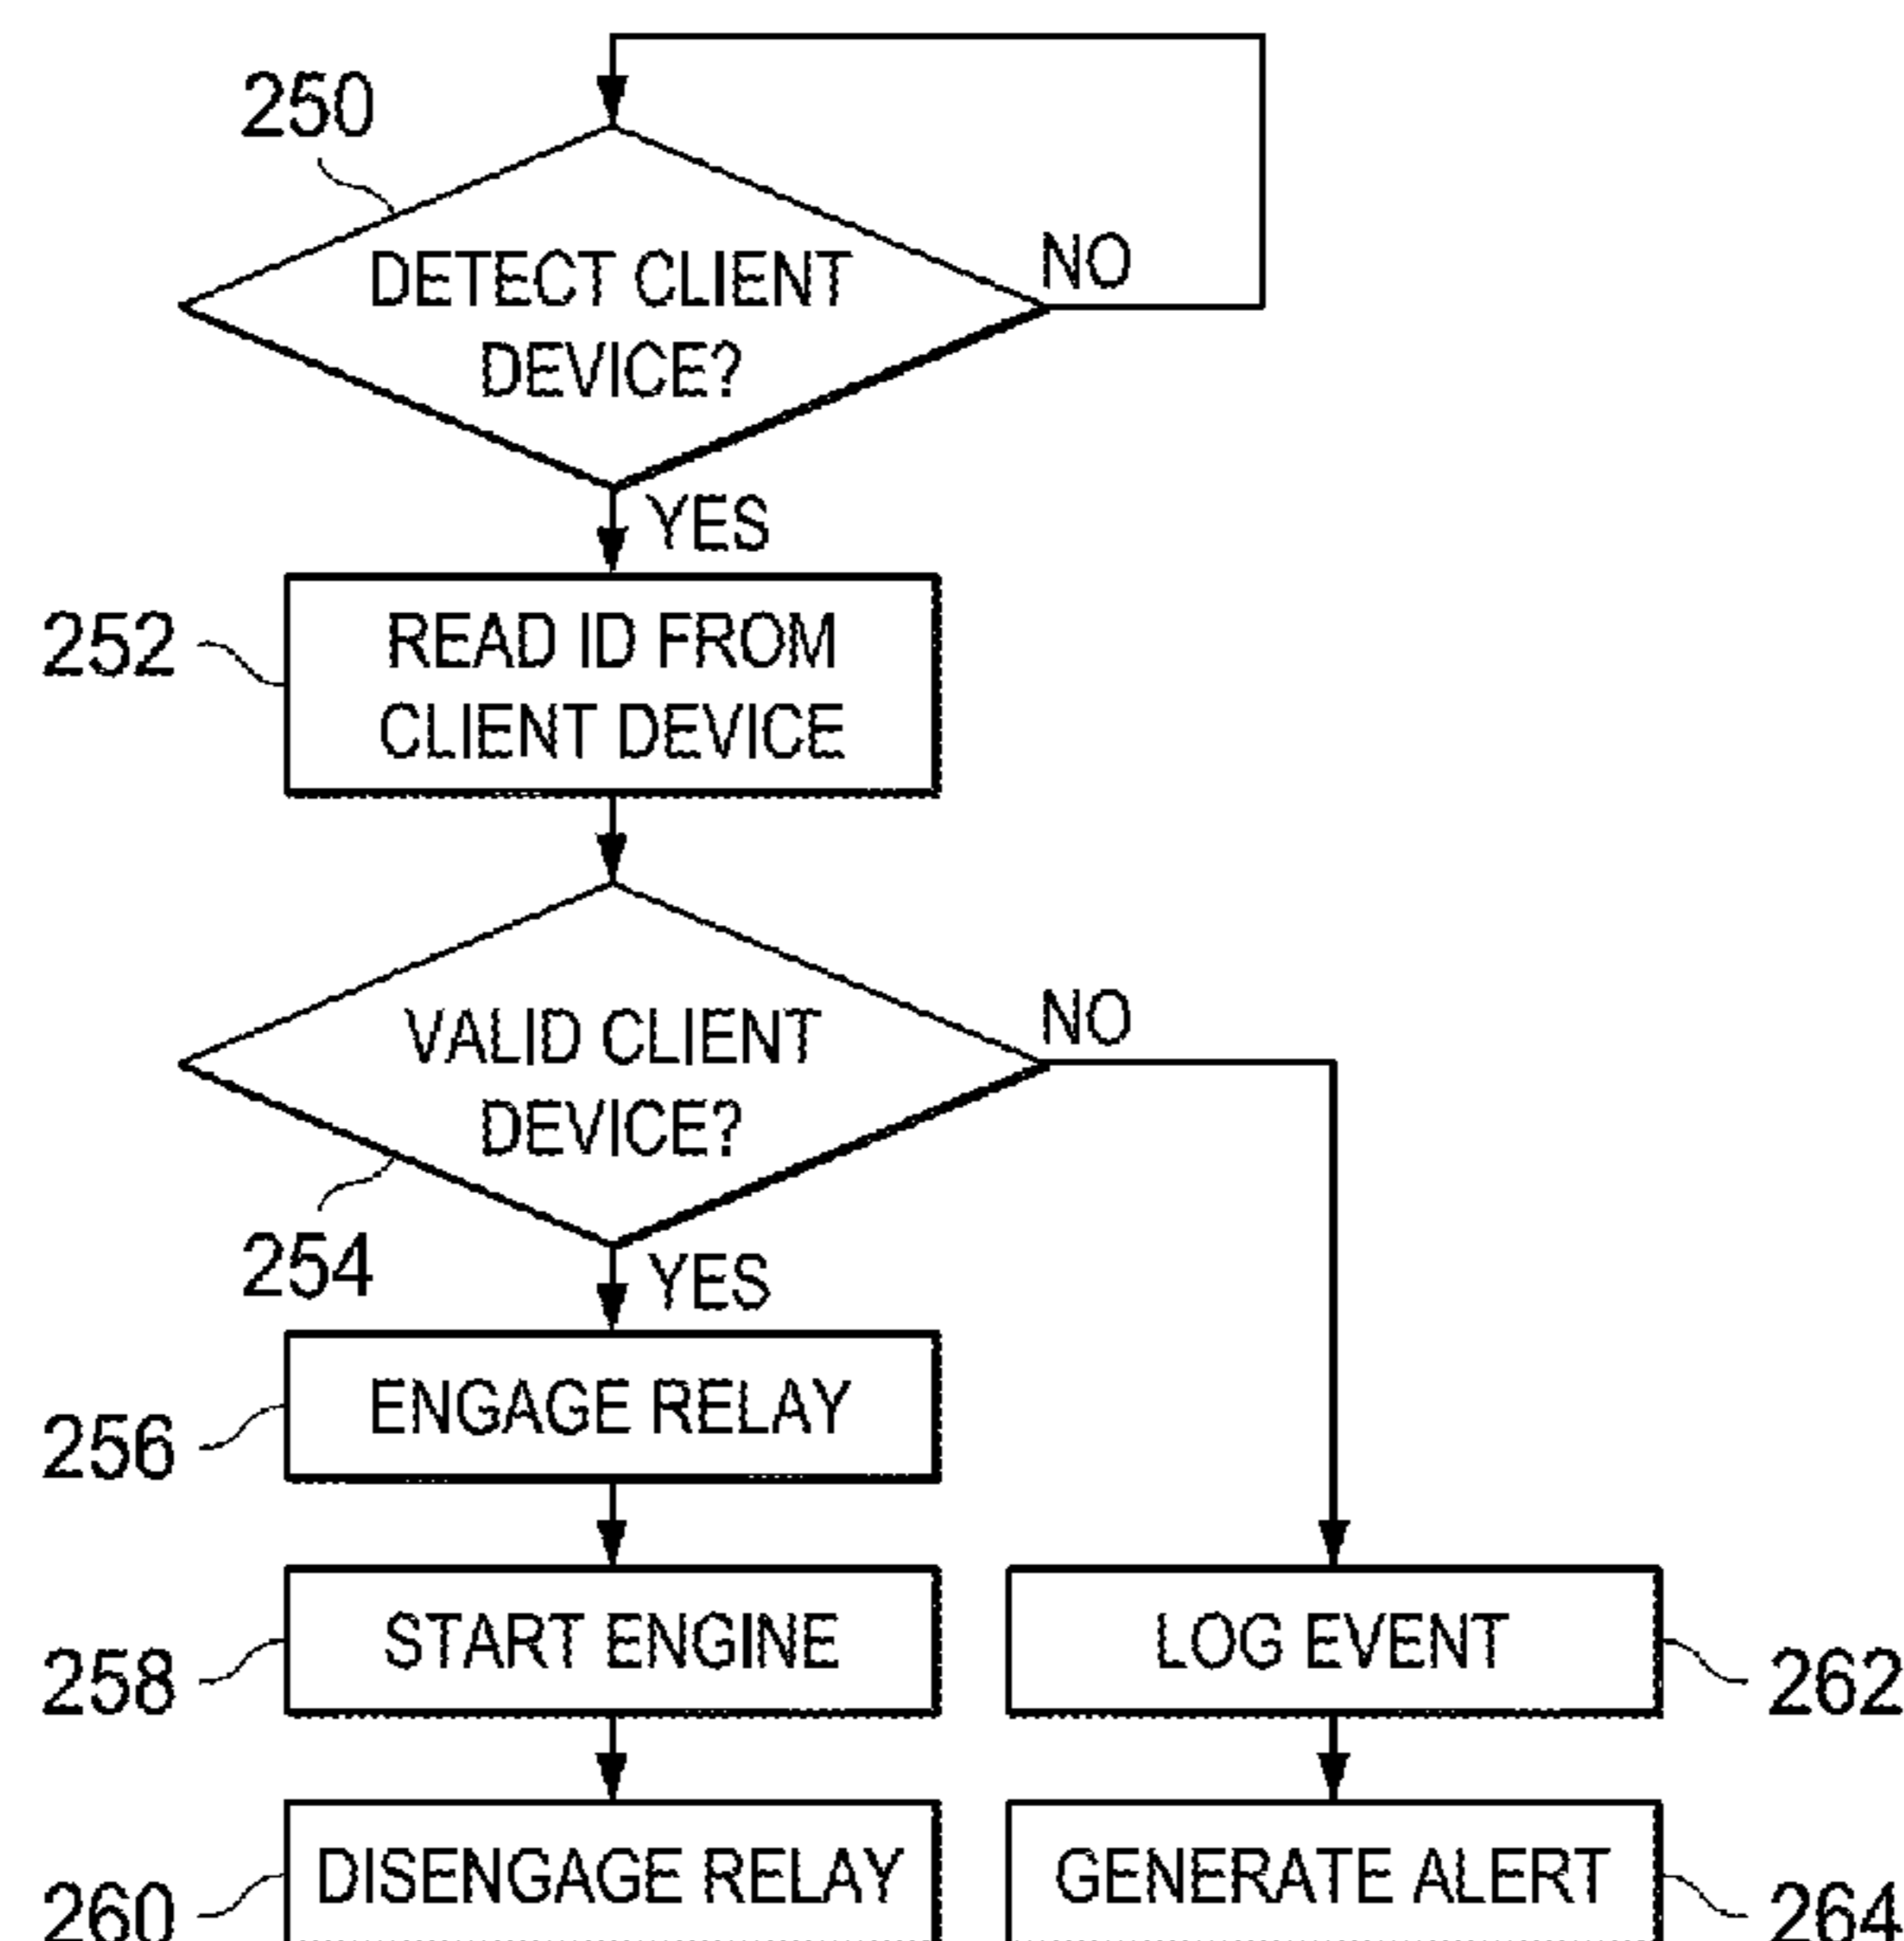 250
DETECT CLIENT
DEVICE?
NO
YES
252
READ ID FROM
CLIENT DEVICE
VALID CLIENT
DEVICE?
NO
254
YES
256
ENGAGE RELAY
258
START ENGINE
LOG EVENT
262
260
DISENGAGE RELAY
GENERATE ALERT
264